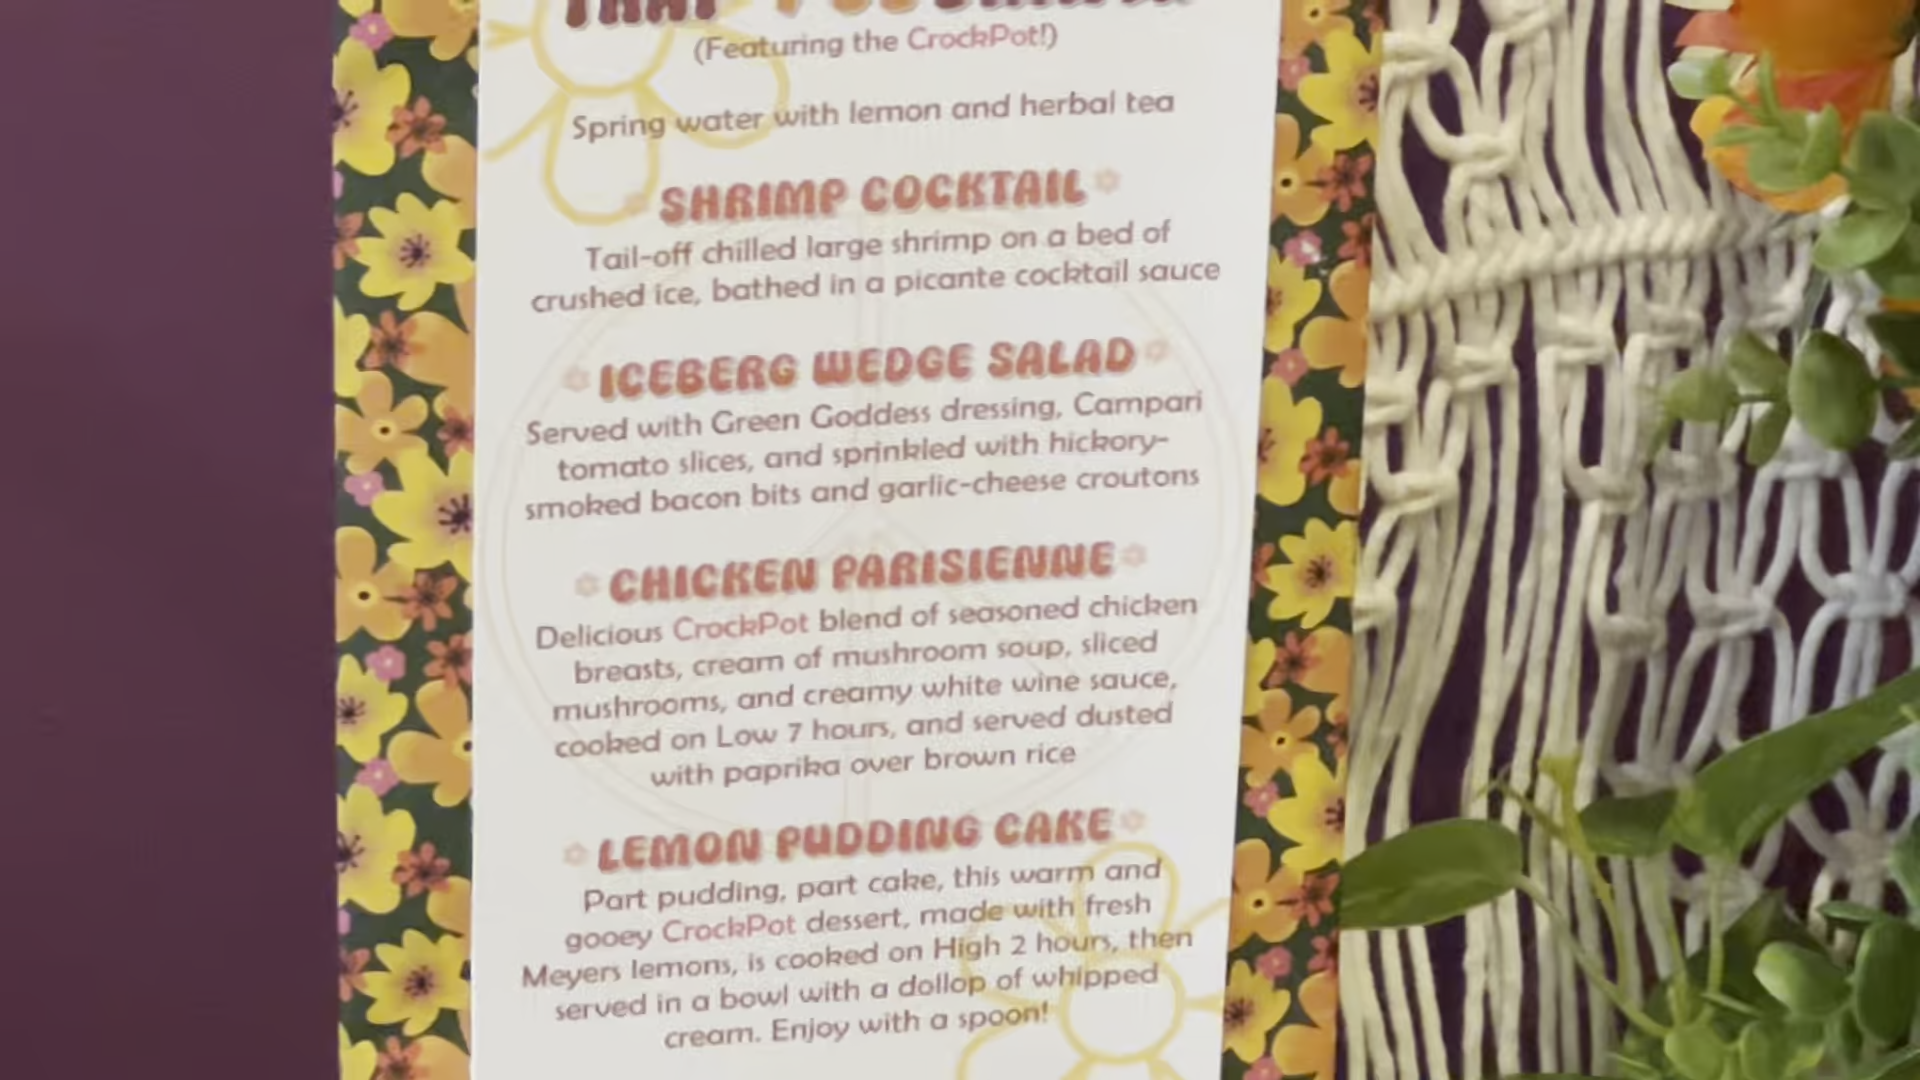 (Featuring the CrockPot!)
Spring water with lemon and herbal tea
SHRIMP COCKTAIL
Tail-off chilled large shrimp on a bed of
crushed ice, bathed in a picante cocktail sauce
ICEBERG WEDGE SALAD
Served with Green Goddess dressing, Campari
tomato slices, and sprinkled with hickory-
smoked bacon bits and garlic-cheese croutons
CHICKEN PARISIENNE
Delicious CrockPot blend of seasoned chicken
breasts, cream of mushroom soup, sliced
mushrooms, and creamy white wine sauce,
cooked on Low 7 hours, and served dusted
with paprika over brown rice
LEMON PUDDING CAKE
Part pudding, part cake, this warm and
gooey CrockPot dessert, made with fresh
Meyers lemons, is cooked on High 2 hours, then
served in a bowl with a dollop of whipped
cream. Enjoy with a spoon!